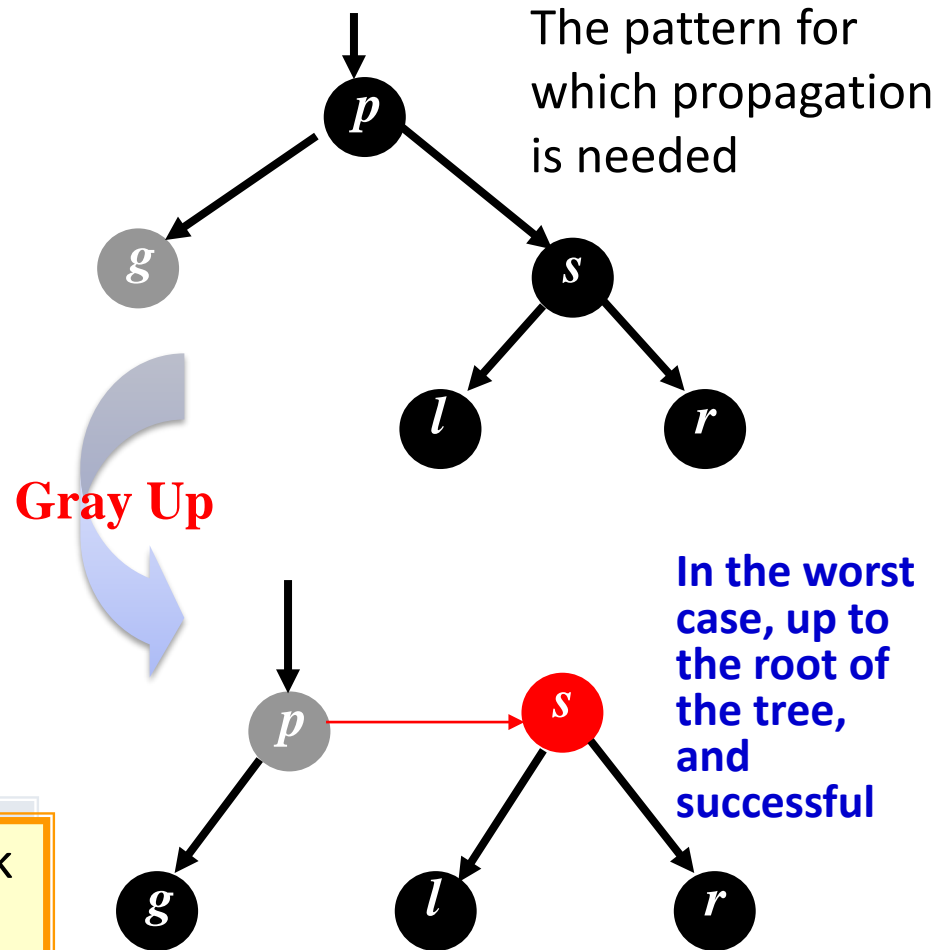 The pattern for
which propagation
is needed
p
g
s
l
r
Gray Up
In the worst
case, up to
the root of
the tree,
and
successful
p
s
g
l
r